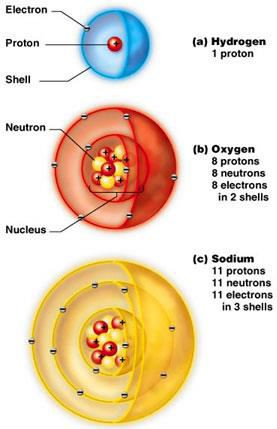 Electron
Proton
Shell
(a) Hydrogen
1 proton
Neutron
Nucleus
(b) Oxygen
8 protons
8 neutrons
8 electrons
in 2 shells
(c) Sodium
11 protons
11 neutrons
11 electrons
in 3 shells